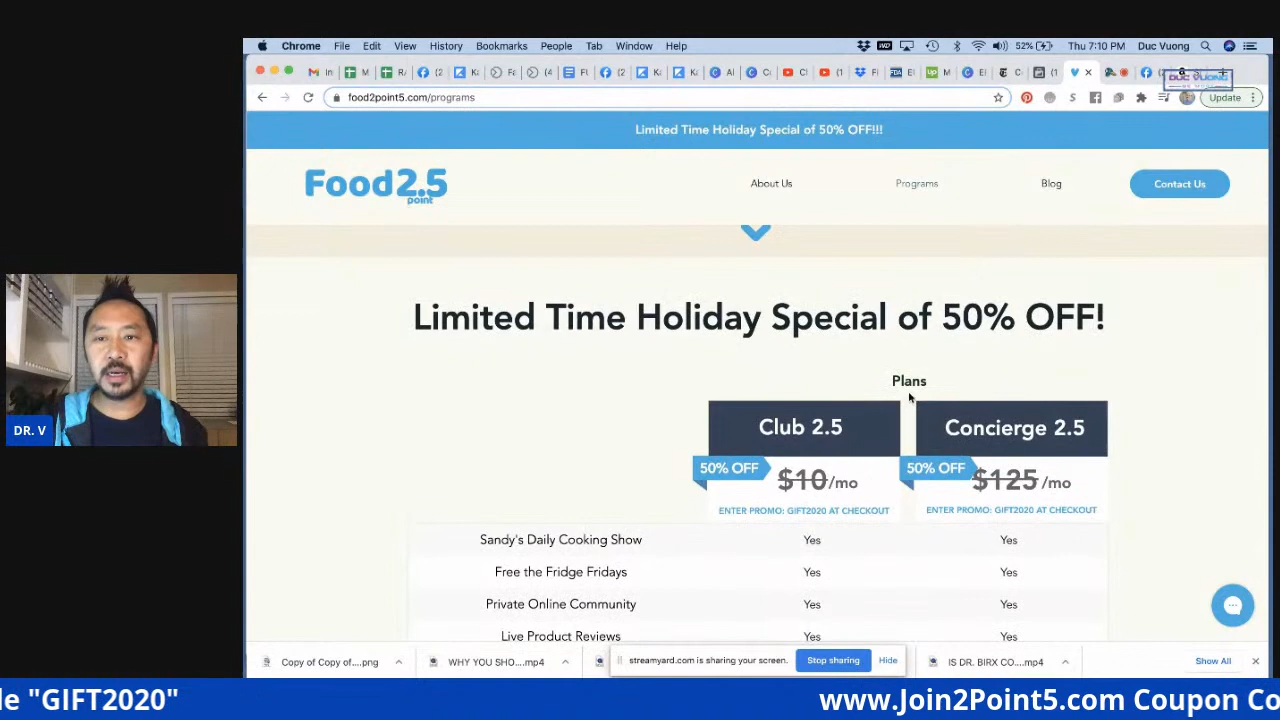 Chrome File Edit View History Bookmarks People Tab Window Help 52% Thu 7:10 PM Duc Vuong
food2point5.com/programs
Update
DUC VUONG
Limited Time Holiday Special of 50% OFF!!!
Food2.5
point
About Us Programs Blog Contact Us
Limited Time Holiday Special of 50% OFF!
Plans
Club 2.5 Concierge 2.5
50% OFF $10/mo 50% OFF $125 /mo
ENTER PROMO: GIFT2020 AT CHECKOUT ENTER PROMO: GIFT2020 AT CHECKOUT
Sandy's Daily Cooking Show Yes Yes
Free the Fridge Fridays Yes Yes
Private Online Community Yes Yes
Live Product Reviews Yes Yes
DR. V
Copy of Copy of....png WHY YOU SHO....mp4 streamyard.com is sharing your screen. Stop sharing Hide IS DR. BIRX CO....mp4 Show All
le "GIFT2020" www.Join2Point5.com Coupon Co